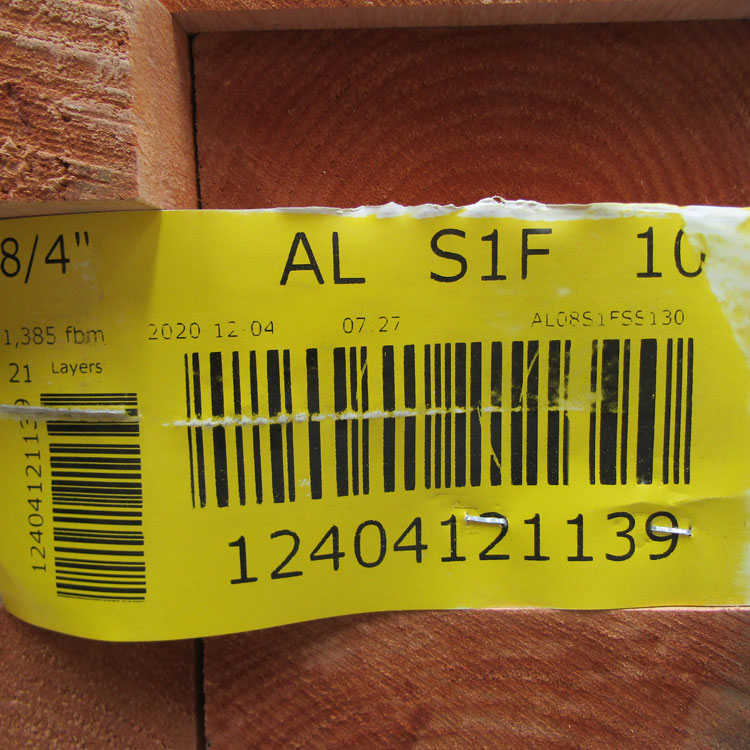 8/4" AL S1F 10
1,385 fbm 2020-12-04 07:27 AL08S1FSS130
21 Layers
12404121139
12404121139